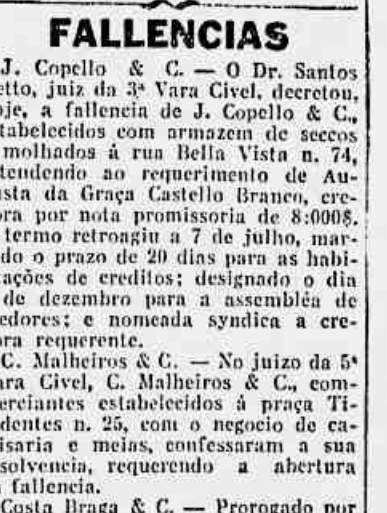 FALLENCIAS
J. Copello & C. — O Dr. Santos
etto, juiz da 3ª Vara Civel, decretou,
oje, a fallencia de J. Copello & C.,
tabelecidos com armazem de seccos
molhados á rua Bella Vista n. 74,
tendendo ao requerimento de Au-
usta da Graça Castello Branco, cre-
ora por nota promissoria de 8:000$.
termo retroagiu a 7 de julho, mar-
do o prazo de 20 dias para as habi-
tações de creditos; designado o dia
de dezembro para a assembléa de
edores; e nomeada syndica a cre-
ora requerente.
C. Malheiros & C. — No juizo da 5ª
ara Civel, C. Malheiros & C., com-
erciantes estabelecidos á praça Ti-
dentes n. 25, com o negocio de ca-
isaria e meias, confessaram a sua
solvencia, requerendo a abertura
fallencia.
Costa Braga & C. — Prorogado por